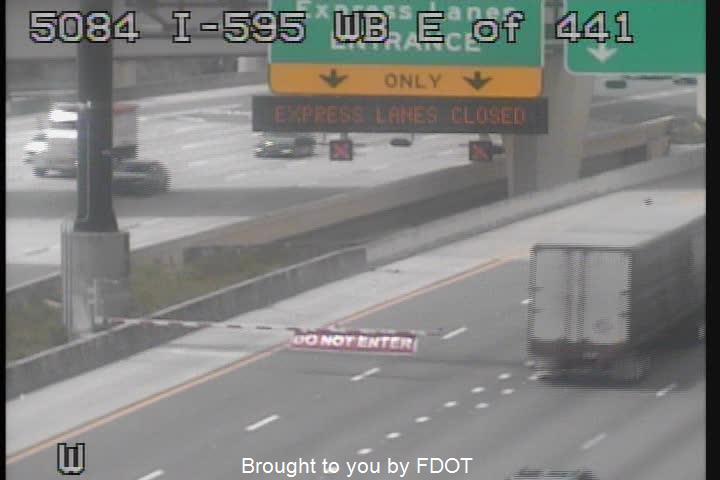 5084 I-595 WB E of 441
Express Lanes
ENTRANCE
ONLY
EXPRESS LANES CLOSED
DO NOT ENTER
W
Brought to you by FDOT